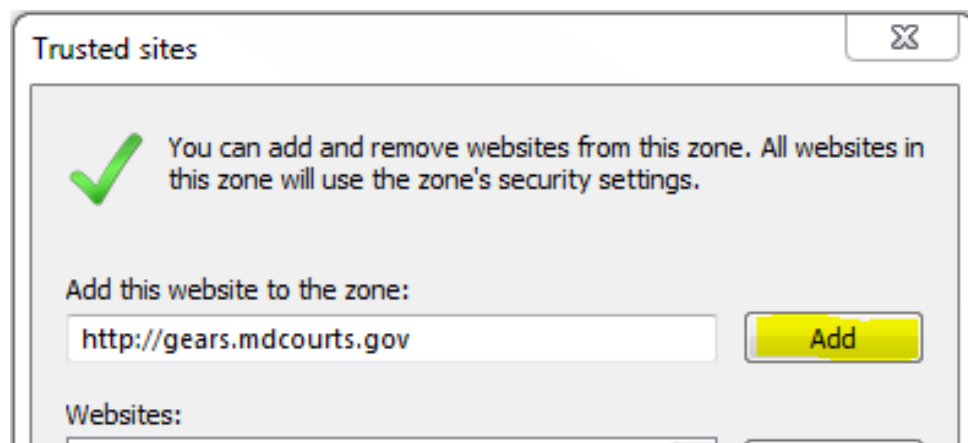 Trusted sites
You can add and remove websites from this zone. All websites in
this zone will use the zone's security settings.
Add this website to the zone:
http://gears.mdcourts.gov
Add
Websites: